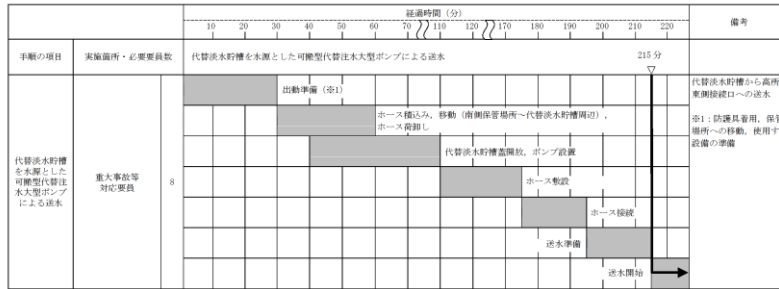 経過時間（分）
備考
10 20 30 40 50 60 70 120 130 140 170 180 190 200 210 220
手順の項目
実施箇所・必要要員数
代替淡水貯槽を水源とした可搬型代替注水大型ポンプによる送水
215分
代替淡水貯槽
を水源とした
可搬型代替注
水大型ポンプ
による送水
重大事故等
対応要員
8
出動準備（※1）
ホース積込み，移動（南側保管場所～代替淡水貯槽周辺），
ホース荷卸し
代替淡水貯槽蓋開放，ポンプ設置
ホース敷設
ホース接続
送水準備
送水開始
代替淡水貯槽から高所
東側接続口への送水
※1：防護具着用，保管
場所への移動，使用す
設備の準備